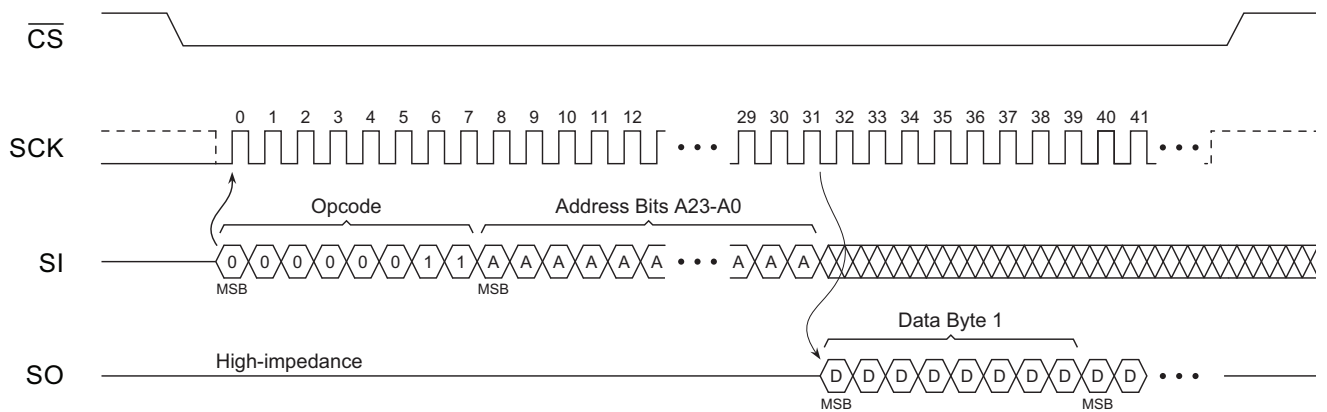 CS
0 1 2 3 4 5 6 7 8 9 10 11 12 29 30 31 32 33 34 35 36 37 38 39 40 41
SCK
Opcode Address Bits A23-A0
SI 0 0 0 0 0 0 1 1 A A A A A A A A A
MSB MSB
Data Byte 1
High-impedance
SO D D D D D D D D D D
MSB MSB